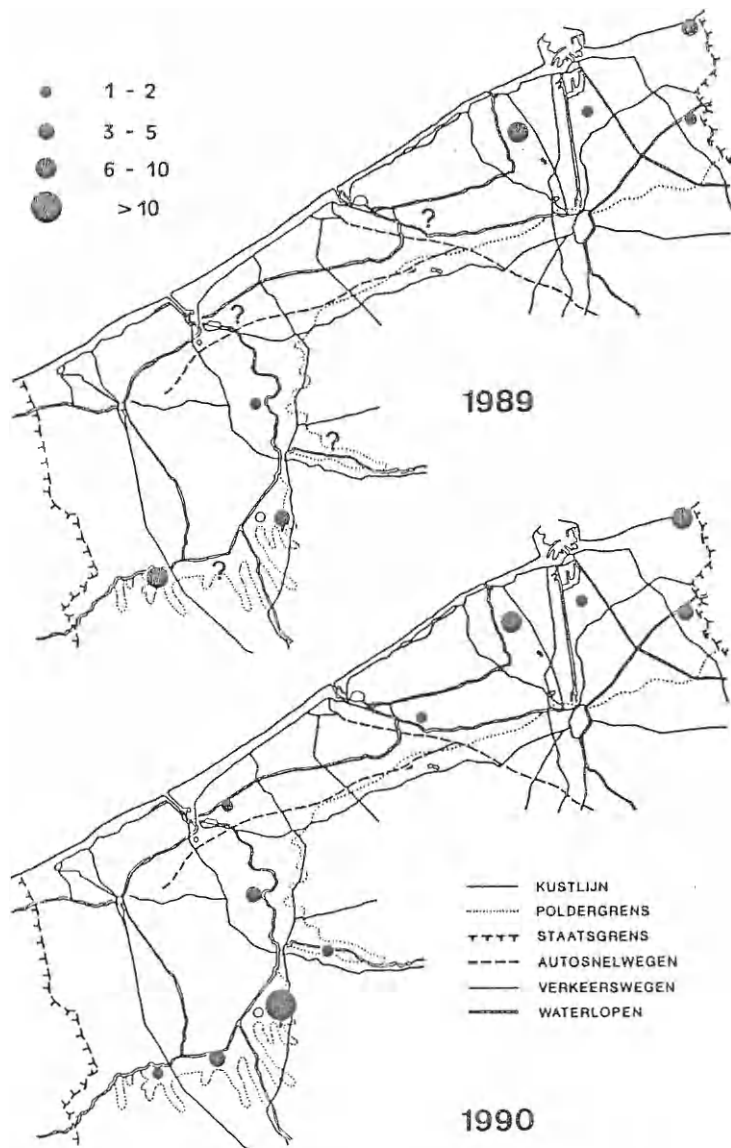 1 - 2
3 - 5
6 - 10
> 10
?
?
?
?
1989
KUSTLIJN
POLDERGRENS
STAATSGRENS
AUTOSNELWEGEN
VERKEERSWEGEN
WATERLOPEN
1990